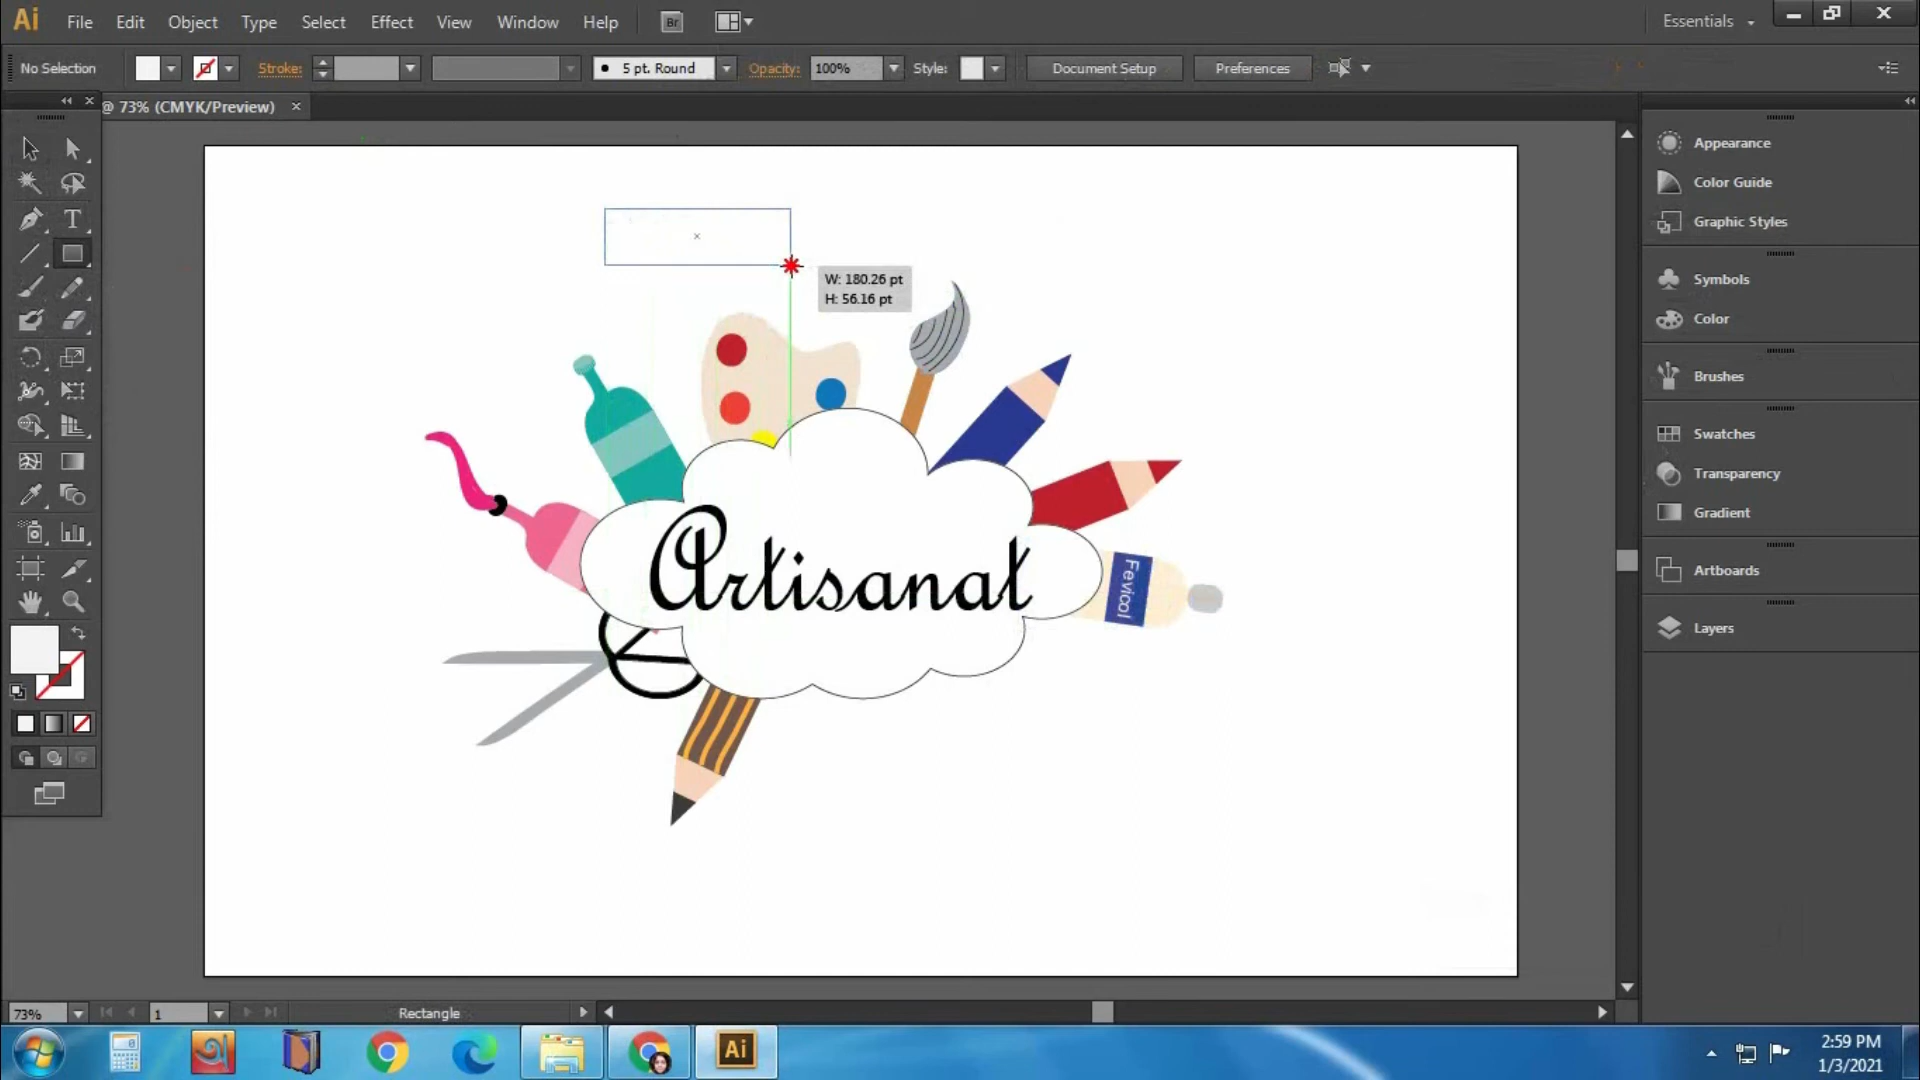 Ai File Edit Object Type Select Effect View Window Help Br Essentials
No Selection Stroke: 5 pt. Round Opacity: 100% Style: Document Setup Preferences
@ 73% (CMYK/Preview)
Appearance
Color Guide
Graphic Styles
Symbols
Color
Brushes
Swatches
Transparency
Gradient
Artboards
Layers
T
W: 180.26 pt
H: 56.16 pt
Artisanat
Fevicol
73% 1 Rectangle
Ai
2:59 PM
1/3/2021